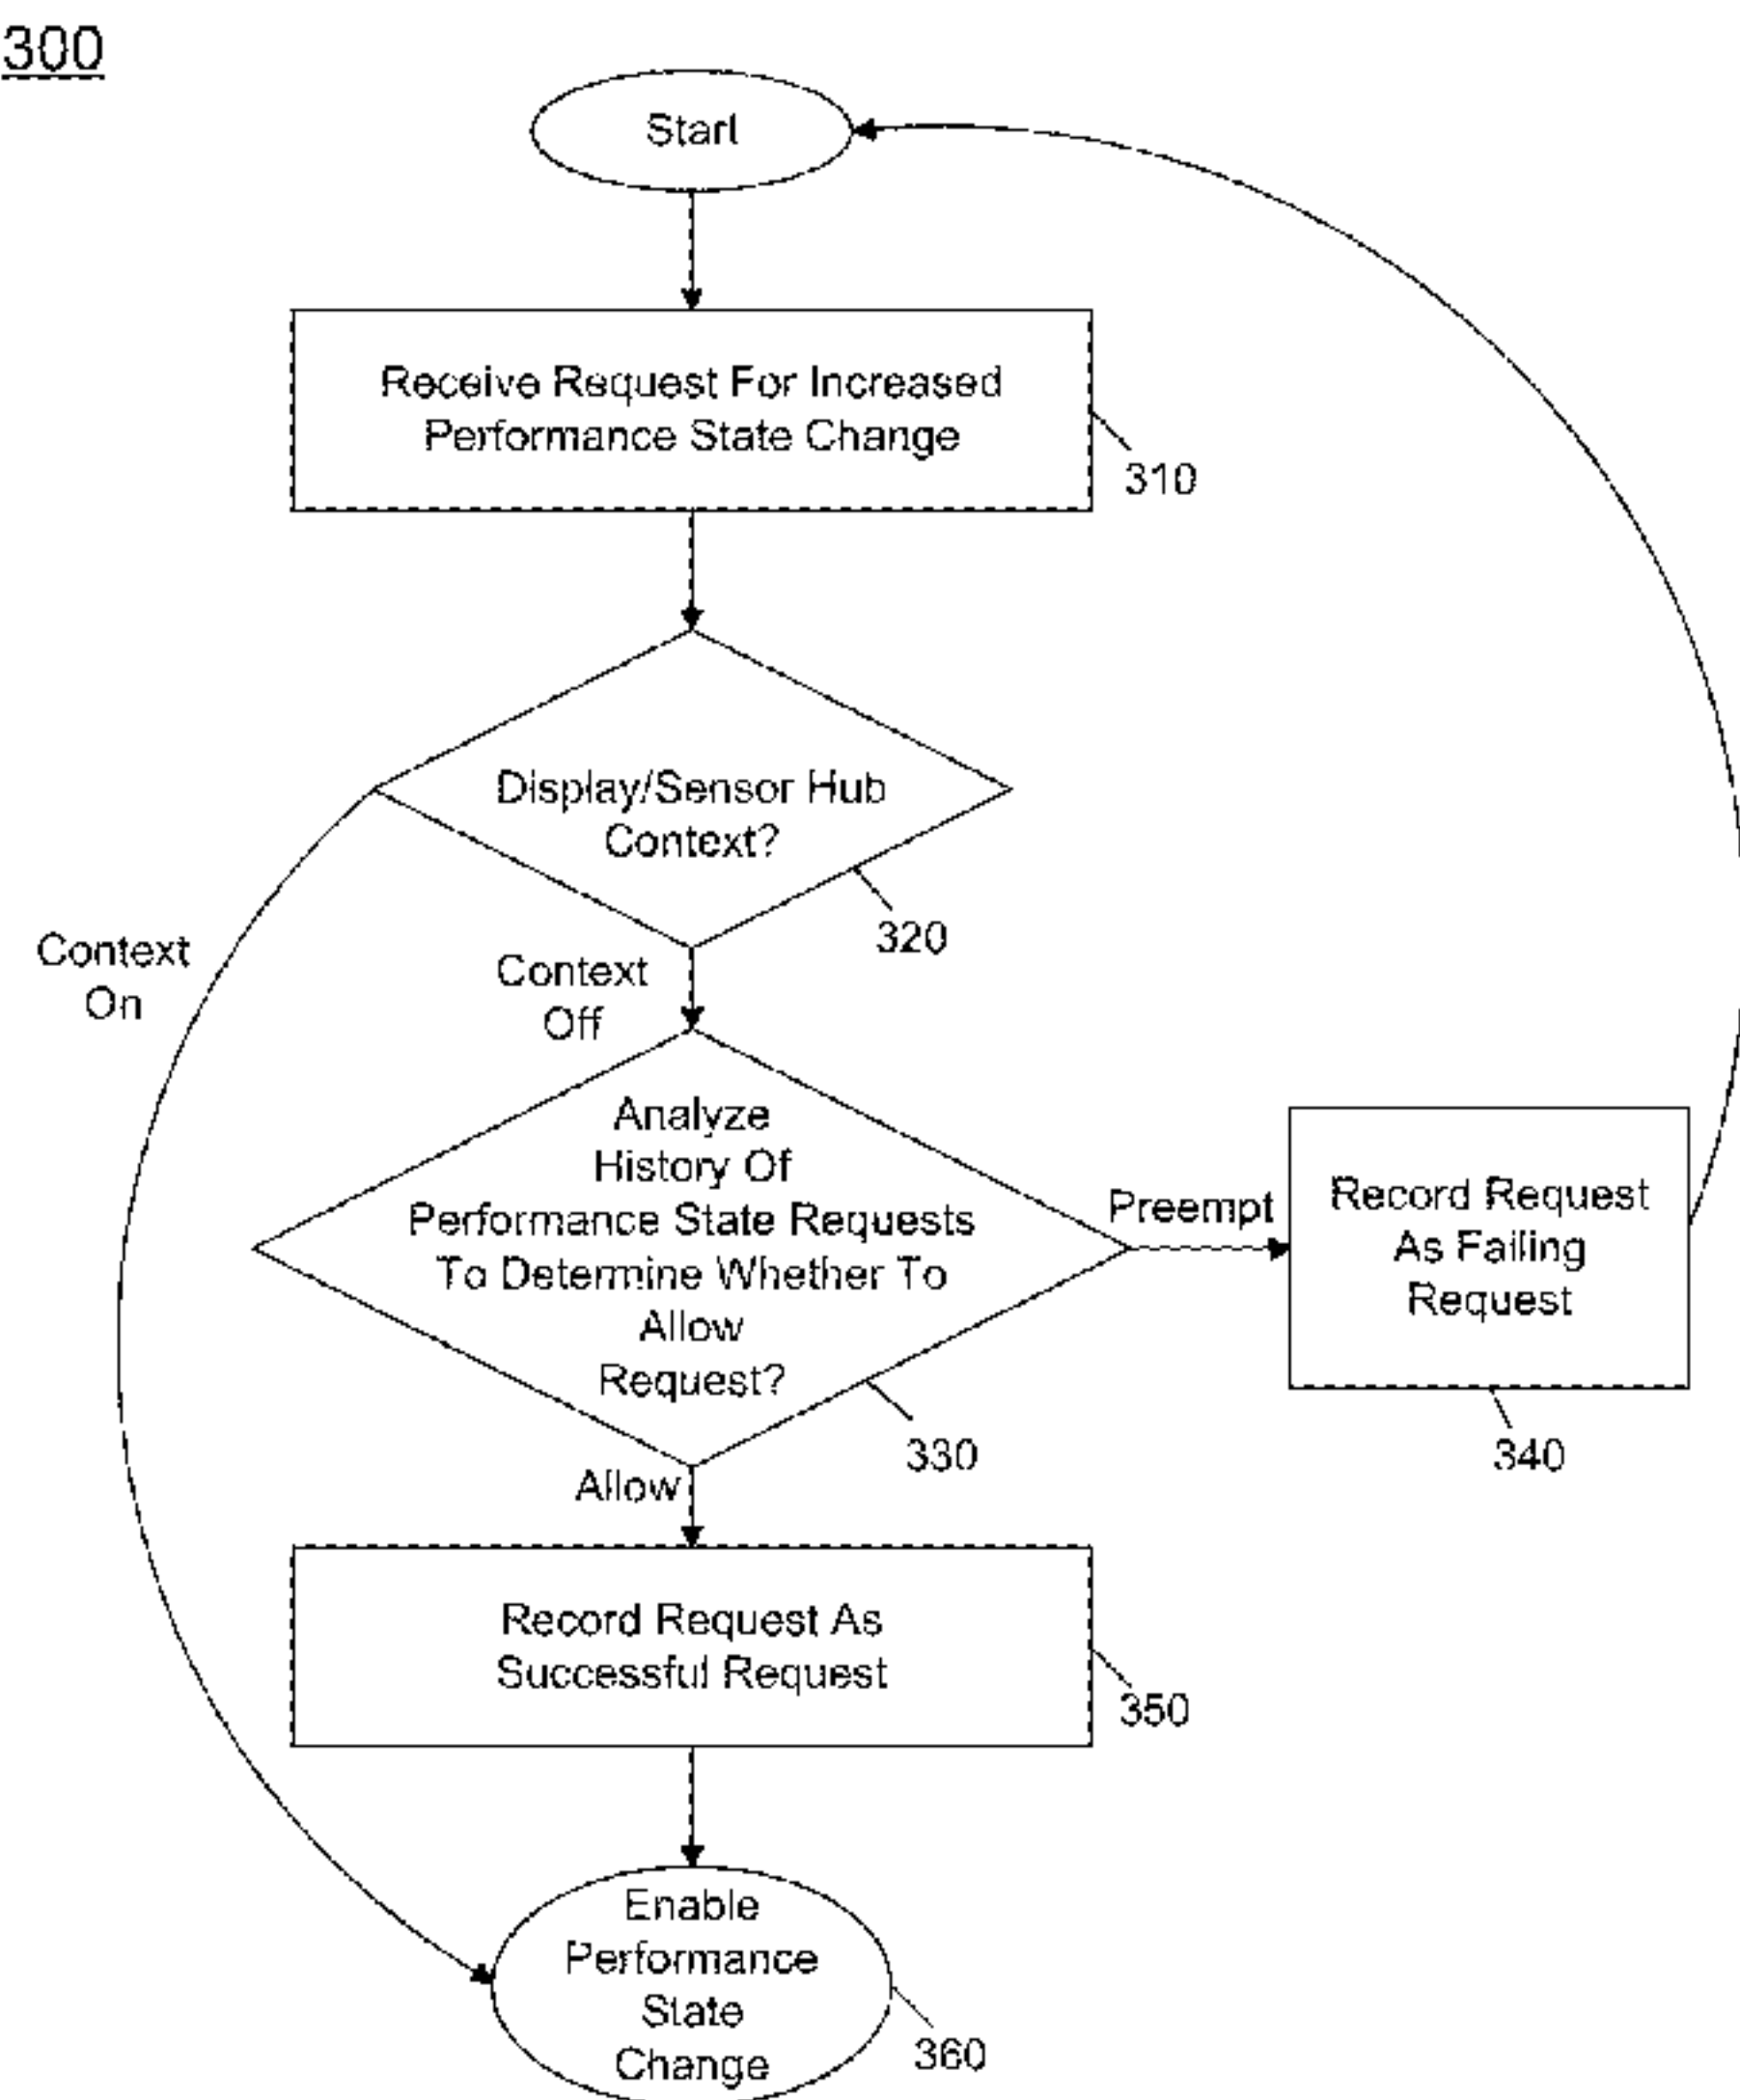 300
Start
Receive Request For Increased
Performance State Change
310
Display/Sensor Hub
Context?
320
Context
On
Context
Off
Analyze
History Of
Performance State Requests
To Determine Whether To
Allow
Request?
330
Preempt
Record Request
As Failing
Request
340
Allow
Record Request As
Successful Request
350
Enable
Performance
State
Change
360